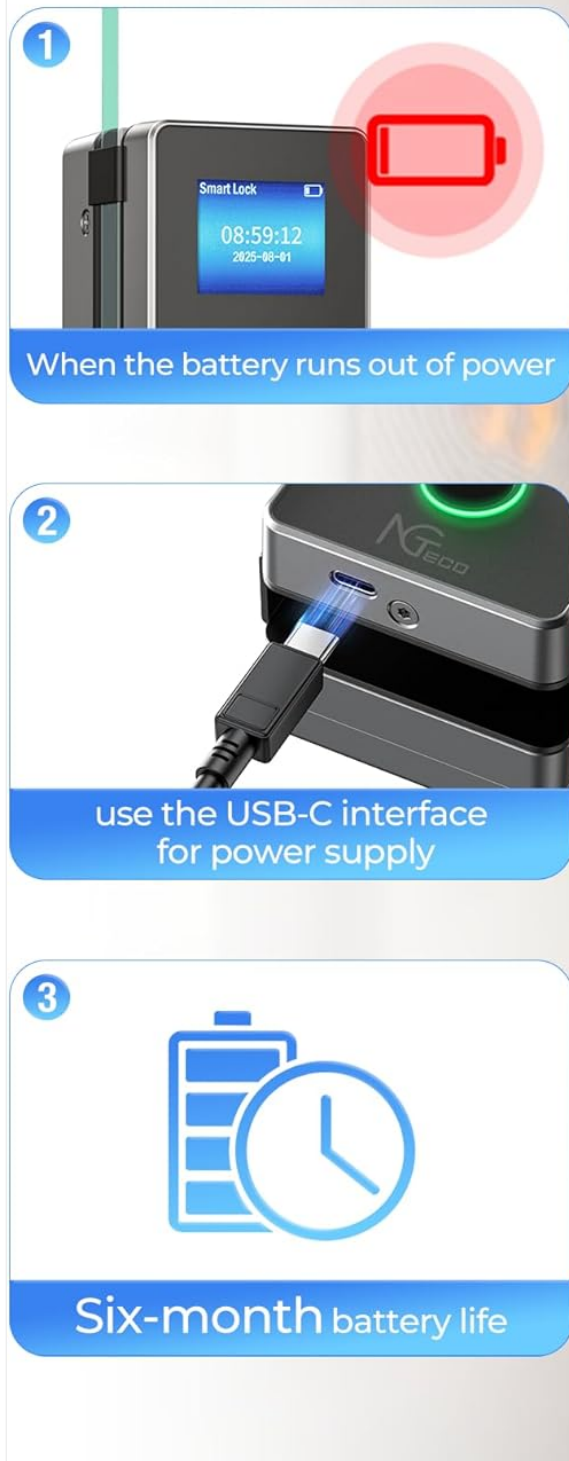 1
Smart Lock
08:59:12
2025-08-01
When the battery runs out of power
2
NGTECO
use the USB-C interface
for power supply
3
Six-month battery life